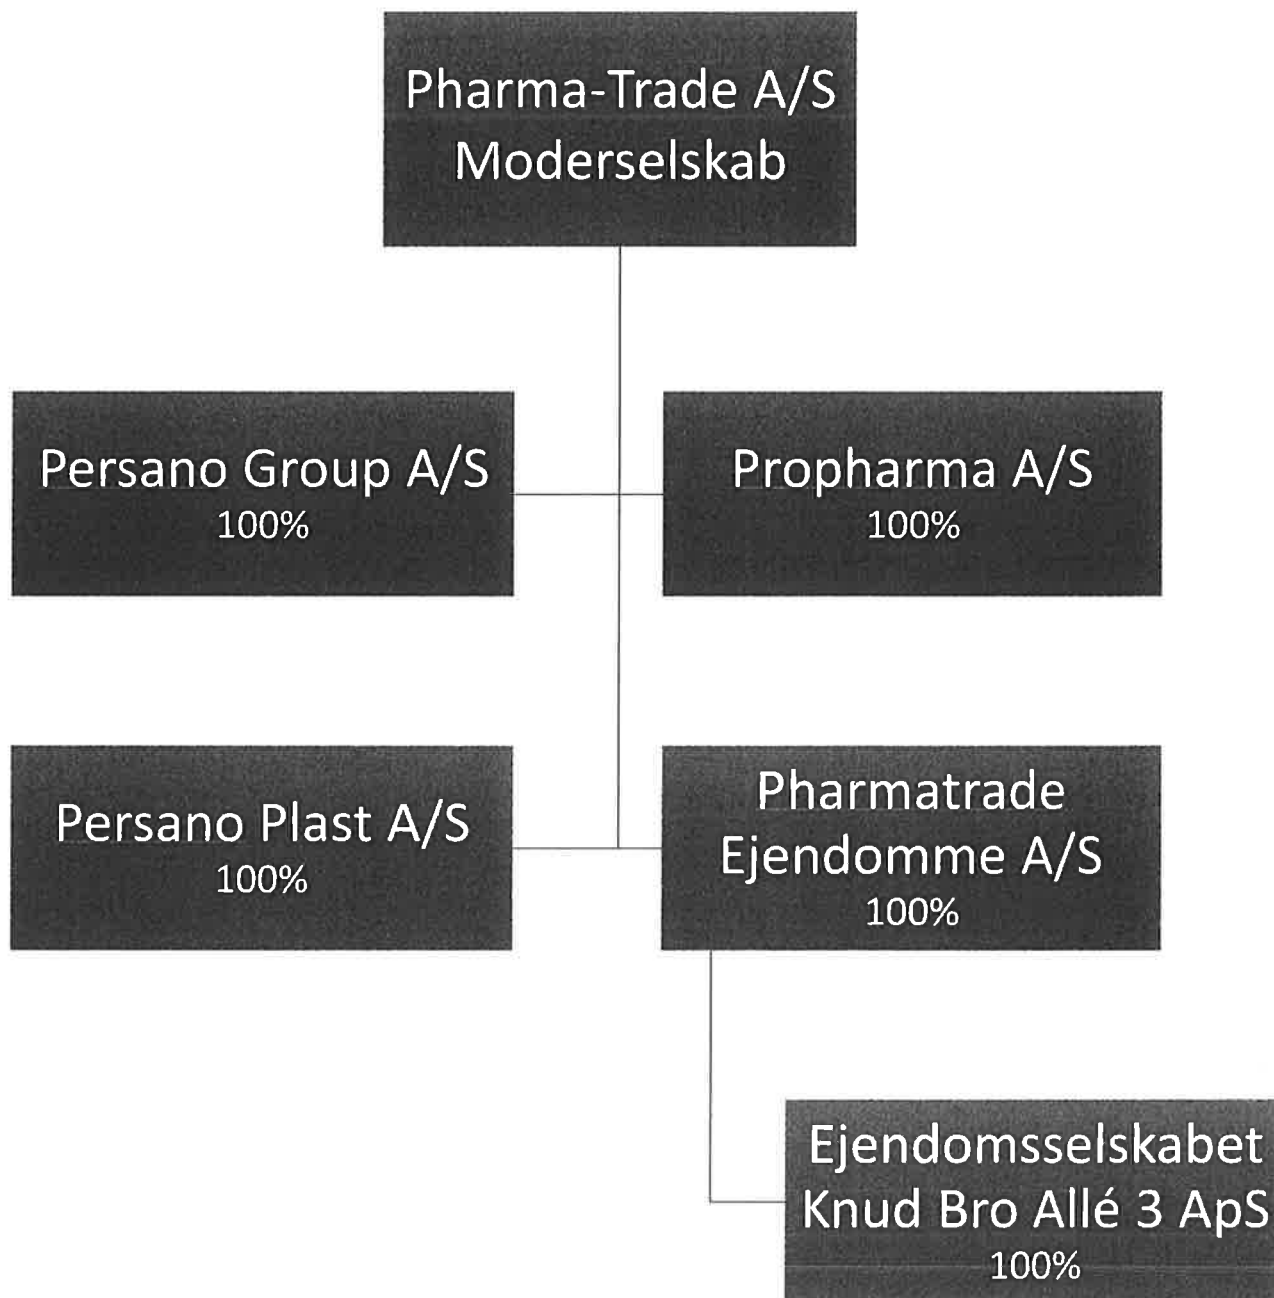 Pharma-Trade A/S
Moderselskab
Persano Group A/S
100%
Propharma A/S
100%
Persano Plast A/S
100%
Pharmatrade
Ejendomme A/S
100%
Ejendomsselskabet
Knud Bro Allé 3 ApS
100%